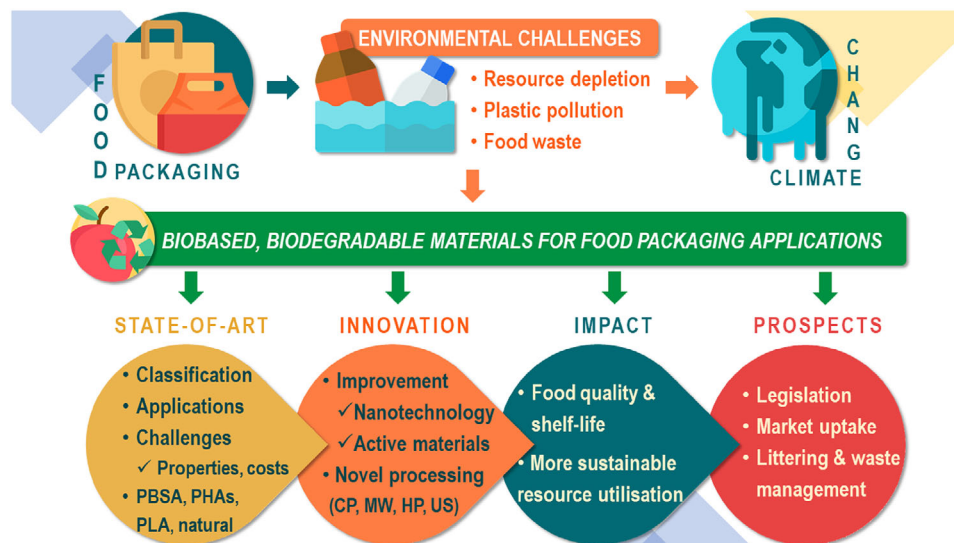 FOOD
PACKAGING
ENVIRONMENTAL CHALLENGES
• Resource depletion
• Plastic pollution
• Food waste
CLIMATE
CHANGE
BIOBASED, BIODEGRADABLE MATERIALS FOR FOOD PACKAGING APPLICATIONS
STATE-OF-ART
• Classification
• Applications
• Challenges
✓ Properties, costs
• PBSA, PHAs,
PLA, natural
INNOVATION
• Improvement
✓Nanotechnology
✓Active materials
• Novel processing
(CP, MW, HP, US)
IMPACT
• Food quality &
shelf-life
• More sustainable
resource utilisation
PROSPECTS
• Legislation
• Market uptake
• Littering & waste
management